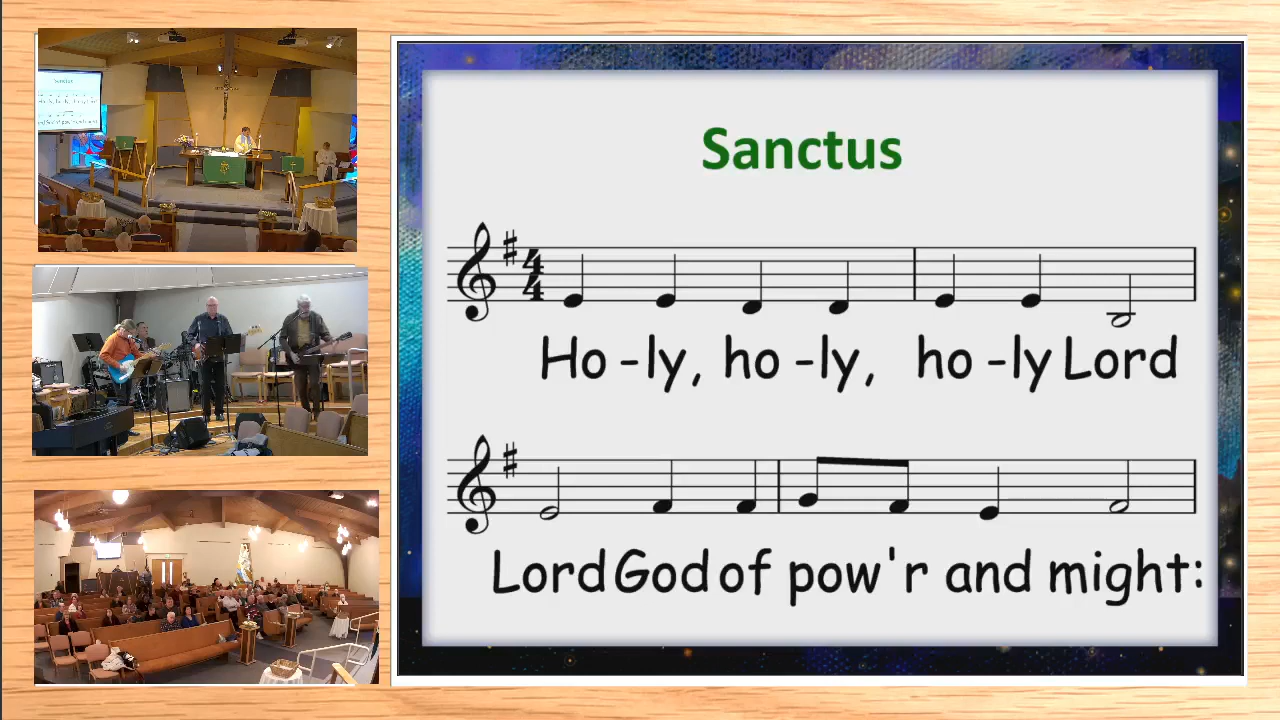 Sanctus
Ho - ly, ho - ly, ho - ly Lord
Lord God of pow'r and might: